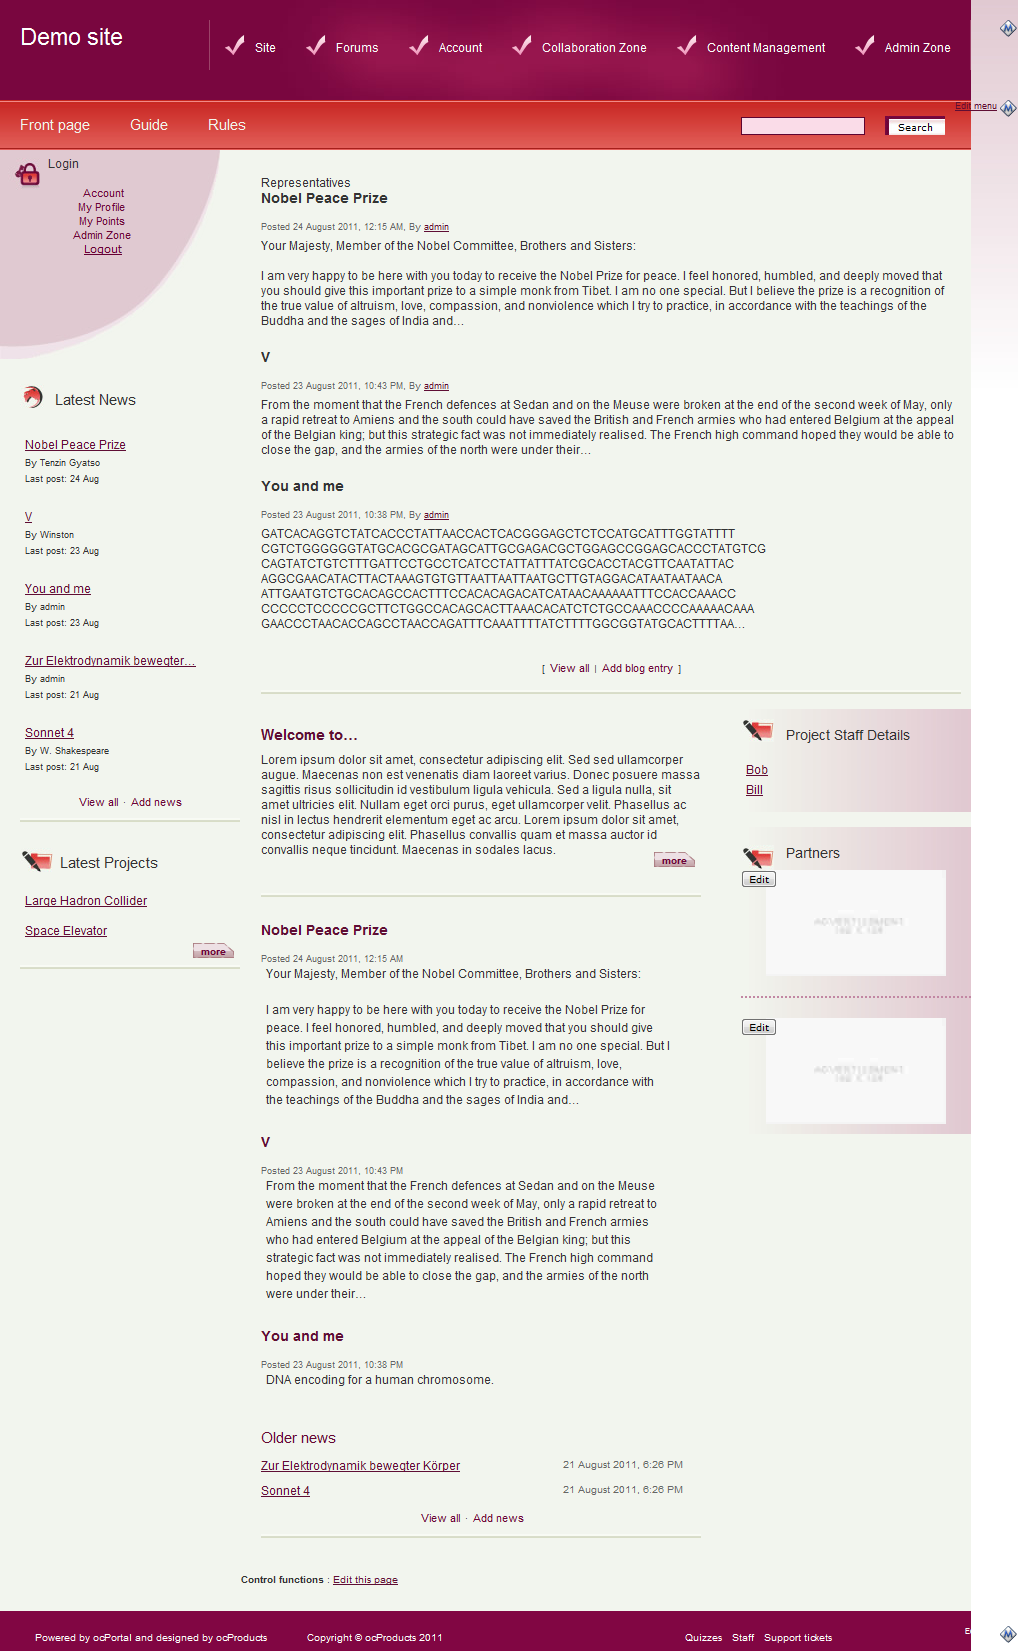 Demo site
Site
Forums
Account
Collaboration Zone
Content Management
Admin Zone
Edit menu
Front page
Guide
Rules
Search
Login
Account
My Profile
My Points
Admin Zone
Logout
Latest News
Nobel Peace Prize
By Tenzin Gyatso
Last post: 24 Aug
V
By Winston
Last post: 23 Aug
You and me
By admin
Last post: 23 Aug
Zur Elektrodynamik bewegter…
By admin
Last post: 21 Aug
Sonnet 4
By W. Shakespeare
Last post: 21 Aug
View all · Add news
Latest Projects
Large Hadron Collider
Space Elevator
more
Representatives
Nobel Peace Prize
Posted 24 August 2011, 12:15 AM, By admin
Your Majesty, Member of the Nobel Committee, Brothers and Sisters:
I am very happy to be here with you today to receive the Nobel Prize for peace. I feel honored, humbled, and deeply moved that
you should give this important prize to a simple monk from Tibet. I am no one special. But I believe the prize is a recognition of
the true value of altruism, love, compassion, and nonviolence which I try to practice, in accordance with the teachings of the
Buddha and the sages of India and…
V
Posted 23 August 2011, 10:43 PM, By admin
From the moment that the French defences at Sedan and on the Meuse were broken at the end of the second week of May, only
a rapid retreat to Amiens and the south could have saved the British and French armies who had entered Belgium at the appeal
of the Belgian king; but this strategic fact was not immediately realised. The French high command hoped they would be able to
close the gap, and the armies of the north were under their…
You and me
Posted 23 August 2011, 10:38 PM, By admin
GATCACAGGTCTATCACCCTATTAACCACTCACGGGAGCTCTCCATGCATTTGGTATTTT
CGTCTGGGGGGTATGCACGCGATAGCATTGCGAGACGCTGGAGCCGGAGCACCCTATGTCG
CAGTATCTGTCTTTGATTCCTGCCTCATCCTATTATTTATCGCACCTACGTTCAATATTAC
AGGCGAACATACTTACTAAAGTGTGTTAATTAATTAATGCTTGTAGGACATAATAATAACA
ATTGAATGTCTGCACAGCCACTTTCCACACAGACATCATAACAAAAAATTTCCACCAAACC
CCCCCTCCCCCGCTTCTGGCCACAGCACTTAAACACATCTCTGCCAAACCCCAAAAACAAA
GAACCCTAACACCAGCCTAACCAGATTTCAAATTTTATCTTTTGGCGGTATGCACTTTTAA…
[ View all | Add blog entry ]
Welcome to…
Lorem ipsum dolor sit amet, consectetur adipiscing elit. Sed sed ullamcorper
augue. Maecenas non est venenatis diam laoreet varius. Donec posuere massa
sagittis risus sollicitudin id vestibulum ligula vehicula. Sed a ligula nulla, sit
amet ultricies elit. Nullam eget orci purus, eget ullamcorper velit. Phasellus ac
nisl in lectus hendrerit elementum eget ac arcu. Lorem ipsum dolor sit amet,
consectetur adipiscing elit. Phasellus convallis quam et massa auctor id
convallis neque tincidunt. Maecenas in sodales lacus.
more
Nobel Peace Prize
Posted 24 August 2011, 12:15 AM
Your Majesty, Member of the Nobel Committee, Brothers and Sisters:
I am very happy to be here with you today to receive the Nobel Prize for
peace. I feel honored, humbled, and deeply moved that you should give
this important prize to a simple monk from Tibet. I am no one special. But I
believe the prize is a recognition of the true value of altruism, love,
compassion, and nonviolence which I try to practice, in accordance with
the teachings of the Buddha and the sages of India and…
V
Posted 23 August 2011, 10:43 PM
From the moment that the French defences at Sedan and on the Meuse
were broken at the end of the second week of May, only a rapid retreat to
Amiens and the south could have saved the British and French armies
who had entered Belgium at the appeal of the Belgian king; but this
strategic fact was not immediately realised. The French high command
hoped they would be able to close the gap, and the armies of the north
were under their…
You and me
Posted 23 August 2011, 10:38 PM
DNA encoding for a human chromosome.
Older news
Zur Elektrodynamik bewegter Körper 21 August 2011, 6:26 PM
Sonnet 4 21 August 2011, 6:26 PM
View all · Add news
Project Staff Details
Bob
Bill
Partners
Edit
ADVERTISEMENT
Edit
ADVERTISEMENT
Control functions : Edit this page
Powered by ocPortal and designed by ocProducts
Copyright © ocProducts 2011
Quizzes Staff Support tickets